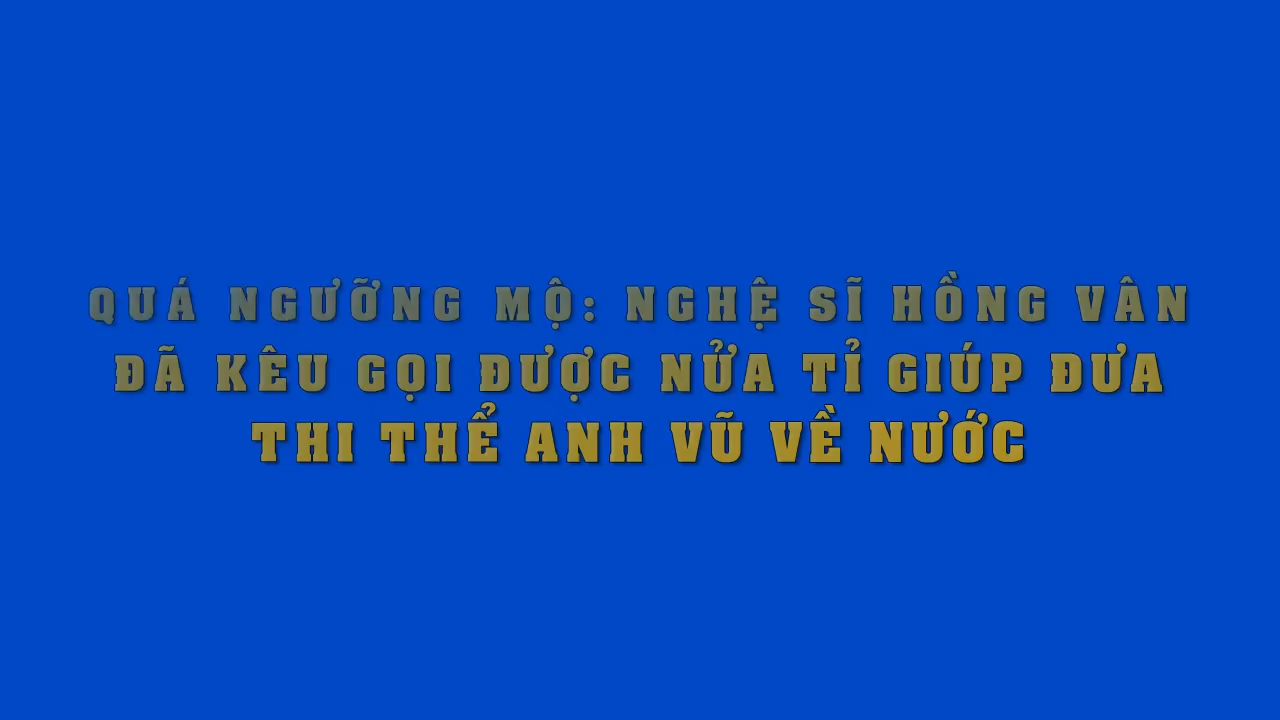 QUÁ NGƯỠNG MỘ: NGHỆ SĨ HỒNG VÂN
ĐÃ KÊU GỌI ĐƯỢC NỬA TỈ GIÚP ĐƯA
THI THỂ ANH VŨ VỀ NƯỚC